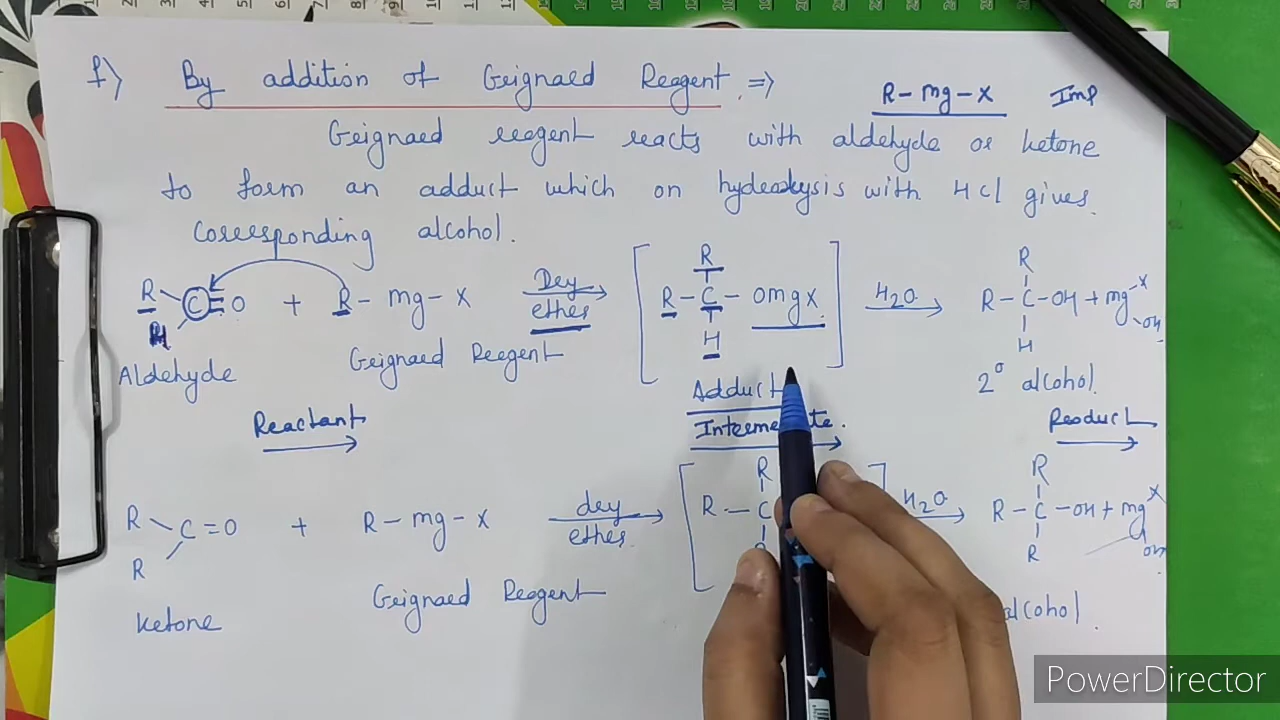 f) By addition of Grignard Reagent ⇒ R-mg-X Imp
Grignard reagent reacts with aldehyde or ketone
to form an adduct which on hydrolysis with HCl gives.
Corresponding alcohol.
R
R C=O + R-mg-X Dry ether R-C-OmgX H2O R-C-OH + mg-X
H H H OH
R
Aldehyde Grignard Reagent Adduct 2° alcohol.
Reactant Intermediate. Product
R R
R C=O + R-mg-X dry ether R-C H2O R-C-OH + mg X
R R OH
ketone Grignard Reagent alcohol.
PowerDirector